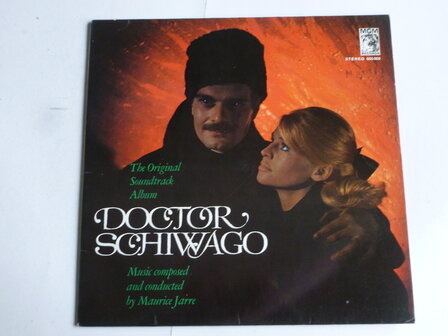 MGM
STEREO
The Original
Soundtrack
Album
DOCTOR
SCHIWAGO
Music composed
and conducted
by Maurice Jarre